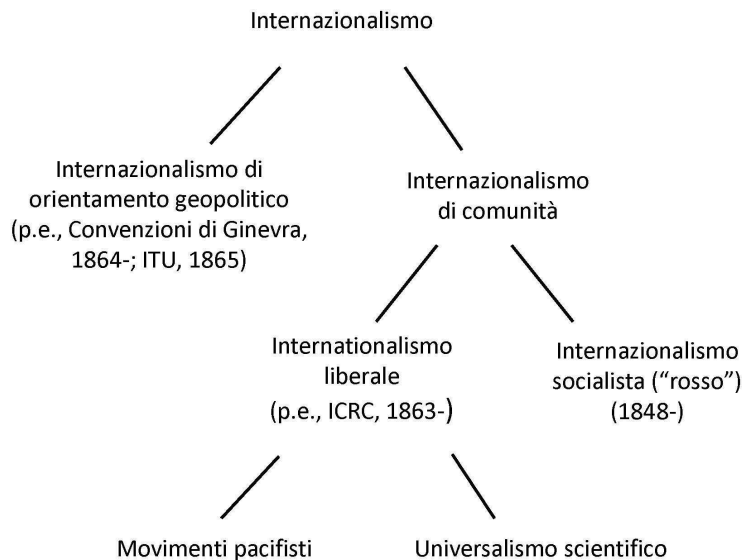 Internazionalismo
Internazionalismo di
orientamento geopolitico
(p.e., Convenzioni di Ginevra,
1864-; ITU, 1865)
Internazionalismo
di comunità
Internationalismo
liberale
(p.e., ICRC, 1863-)
Internazionalismo
socialista (“rosso”)
(1848-)
Movimenti pacifisti
Universalismo scientifico